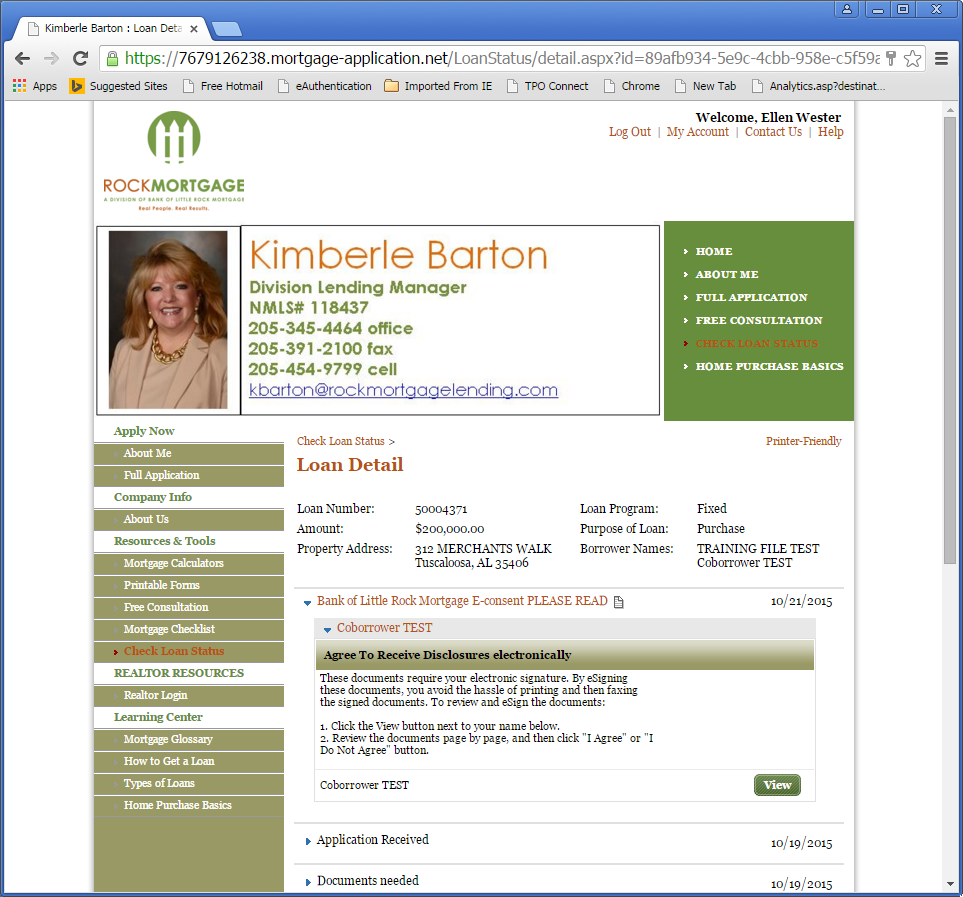 Kimberle Barton : Loan Deta
https://7679126238.mortgage-application.net/LoanStatus/detail.aspx?id=89afb934-5e9c-4cbb-958e-c5f59a
Apps Suggested Sites Free Hotmail eAuthentication Imported From IE TPO Connect Chrome New Tab Analytics.asp?destinat...
Welcome, Ellen Wester
Log Out | My Account | Contact Us | Help
ROCKMORTGAGE
A DIVISION OF BANK OF LITTLE ROCK MORTGAGE
Real People. Real Results.
Kimberle Barton
Division Lending Manager
NMLS# 118437
205-345-4464 office
205-391-2100 fax
205-454-9799 cell
kbarton@rockmortgagelending.com
HOME
ABOUT ME
FULL APPLICATION
FREE CONSULTATION
CHECK LOAN STATUS
HOME PURCHASE BASICS
Apply Now
About Me
Full Application
Company Info
About Us
Resources & Tools
Mortgage Calculators
Printable Forms
Free Consultation
Mortgage Checklist
Check Loan Status
REALTOR RESOURCES
Realtor Login
Learning Center
Mortgage Glossary
How to Get a Loan
Types of Loans
Home Purchase Basics
Check Loan Status > Printer-Friendly
Loan Detail
Loan Number: 50004371 Loan Program: Fixed
Amount: $200,000.00 Purpose of Loan: Purchase
Property Address: 312 MERCHANTS WALK Borrower Names: TRAINING FILE TEST
Tuscaloosa, AL 35406 Coborrower TEST
Bank of Little Rock Mortgage E-consent PLEASE READ 10/21/2015
Coborrower TEST
Agree To Receive Disclosures electronically
These documents require your electronic signature. By eSigning
these documents, you avoid the hassle of printing and then faxing
the signed documents. To review and eSign the documents:
1. Click the View button next to your name below.
2. Review the documents page by page, and then click "I Agree" or "I
Do Not Agree" button.
Coborrower TEST View
Application Received 10/19/2015
Documents needed 10/19/2015